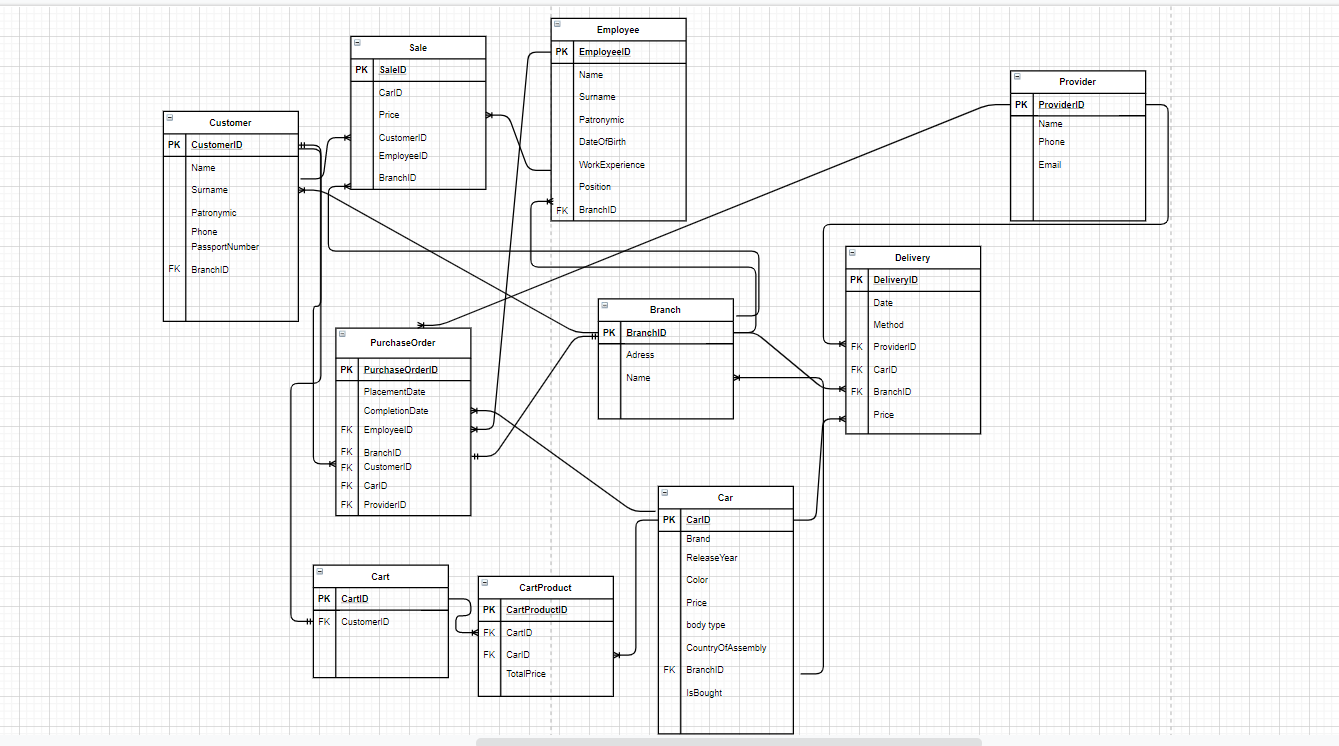 Sale
PK SaleID
CarID
Price
CustomerID
EmployeeID
BranchID
Employee
PK EmployeeID
Name
Surname
Patronymic
DateOfBirth
WorkExperience
Position
FK BranchID
Provider
PK ProviderID
Name
Phone
Email
Customer
PK CustomerID
Name
Surname
Patronymic
Phone
PassportNumber
FK BranchID
Delivery
PK DeliveryID
Date
Method
FK ProviderID
FK CarID
FK BranchID
Price
Branch
PK BranchID
Adress
Name
PurchaseOrder
PK PurchaseOrderID
PlacementDate
CompletionDate
FK EmployeeID
FK BranchID
FK CustomerID
FK CarID
FK ProviderID
Car
PK CarID
Brand
ReleaseYear
Color
Price
body type
CountryOfAssembly
FK BranchID
IsBought
Cart
PK CartID
FK CustomerID
CartProduct
PK CartProductID
FK CartID
FK CarID
TotalPrice